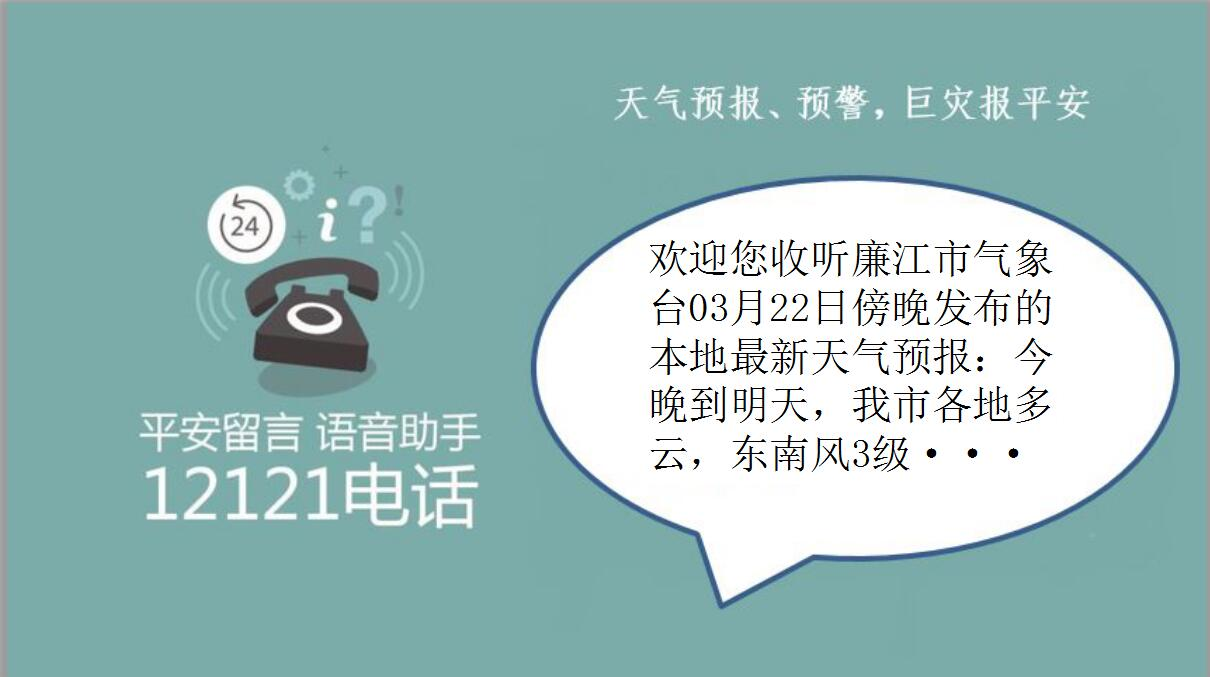 天气预报、预警，巨灾报平安
24
i?!
欢迎您收听廉江市气象
台03月22日傍晚发布的
本地最新天气预报：今
晚到明天，我市各地多
云，东南风3级···
平安留言 语音助手
12121电话